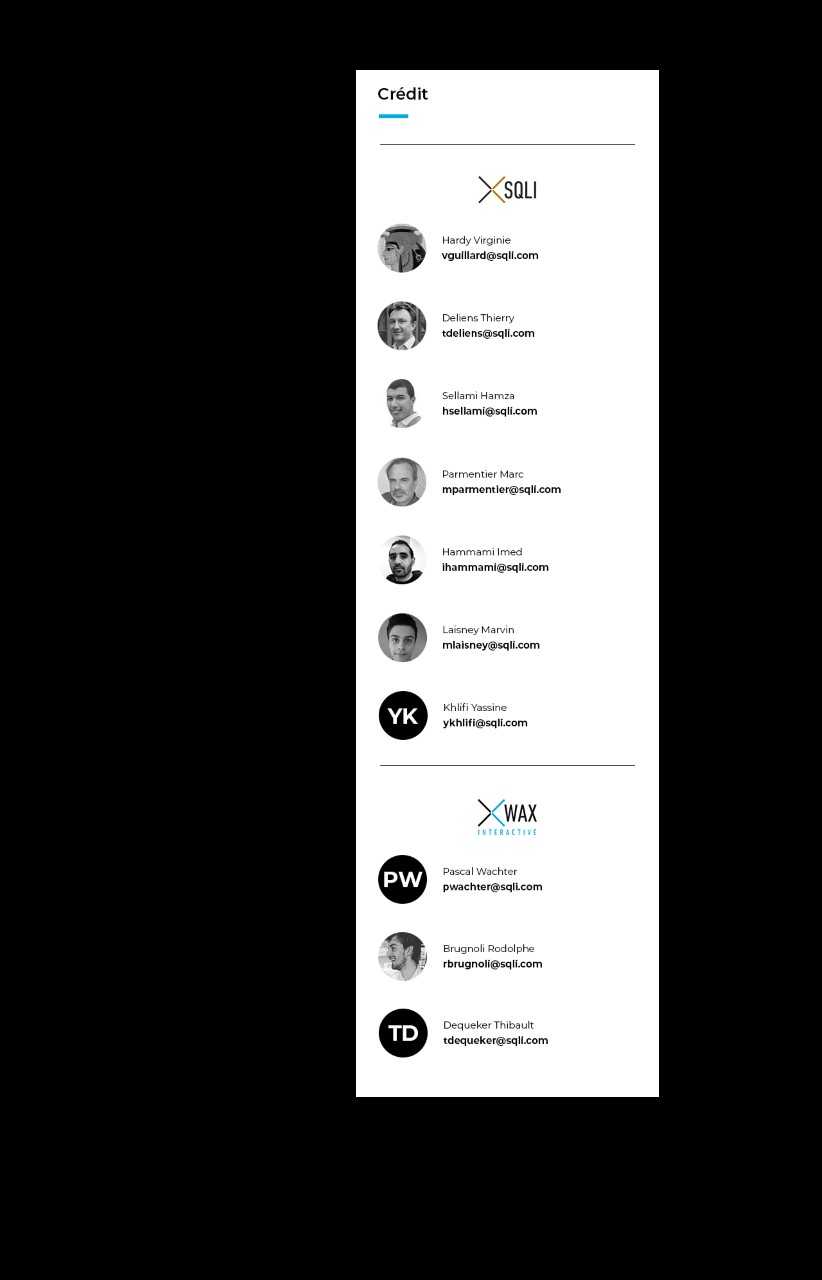 Crédit
SQLI
Hardy Virginie
vguillard@sqli.com
Deliens Thierry
tdeliens@sqli.com
Sellami Hamza
hsellami@sqli.com
Parmentier Marc
mparmentier@sqli.com
Hammami Imed
ihammami@sqli.com
Laisney Marvin
mlaisney@sqli.com
YK
Khlifi Yassine
ykhlifi@sqli.com
WAX
INTERACTIVE
PW
Pascal Wachter
pwachter@sqli.com
Brugnoli Rodolphe
rbrugnoli@sqli.com
TD
Dequeker Thibault
tdequeker@sqli.com